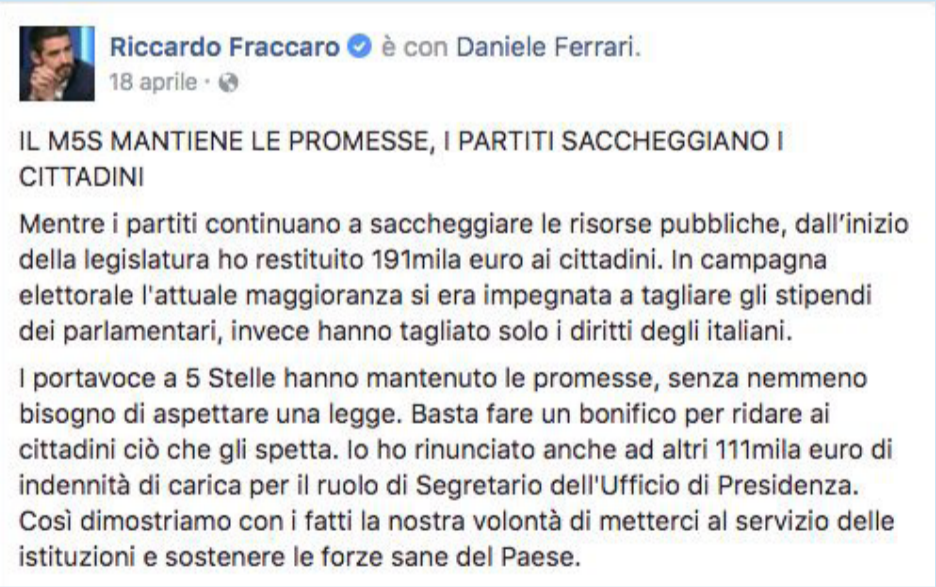 Riccardo Fraccaro è con Daniele Ferrari.
18 aprile ·
IL M5S MANTIENE LE PROMESSE, I PARTITI SACCHEGGIANO I
CITTADINI
Mentre i partiti continuano a saccheggiare le risorse pubbliche, dall’inizio
della legislatura ho restituito 191mila euro ai cittadini. In campagna
elettorale l'attuale maggioranza si era impegnata a tagliare gli stipendi
dei parlamentari, invece hanno tagliato solo i diritti degli italiani.
I portavoce a 5 Stelle hanno mantenuto le promesse, senza nemmeno
bisogno di aspettare una legge. Basta fare un bonifico per ridare ai
cittadini ciò che gli spetta. Io ho rinunciato anche ad altri 111mila euro di
indennità di carica per il ruolo di Segretario dell'Ufficio di Presidenza.
Così dimostriamo con i fatti la nostra volontà di metterci al servizio delle
istituzioni e sostenere le forze sane del Paese.